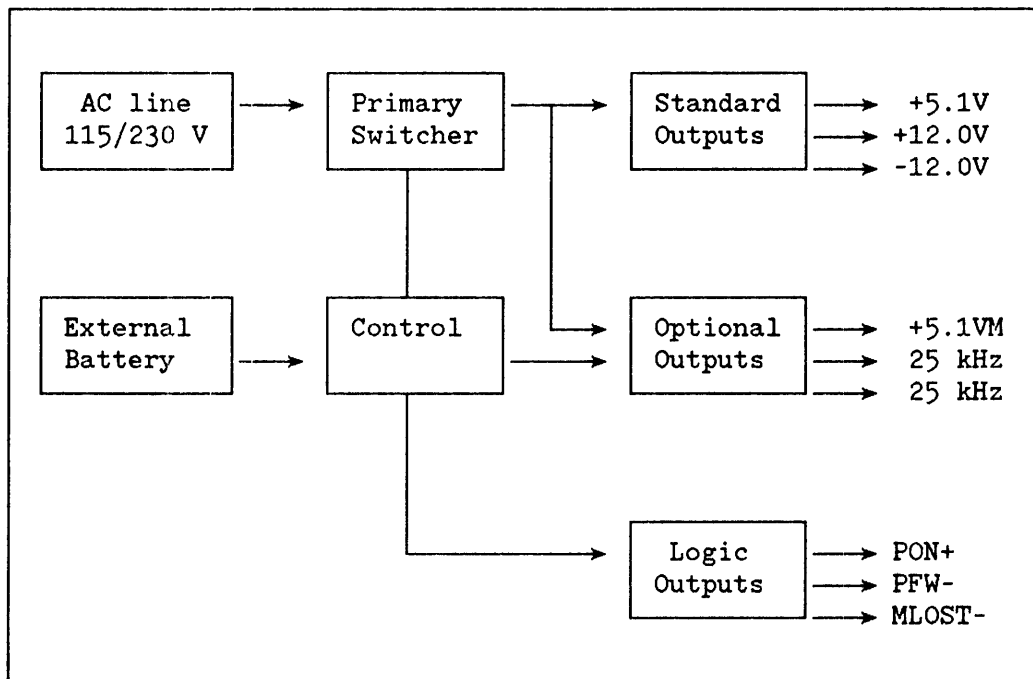 AC line
115/230 V
Primary
Switcher
Standard
Outputs
+5.1V
+12.0V
-12.0V
External
Battery
Control
Optional
Outputs
+5.1VM
25 kHz
25 kHz
Logic
Outputs
PON+
PFW-
MLOST-